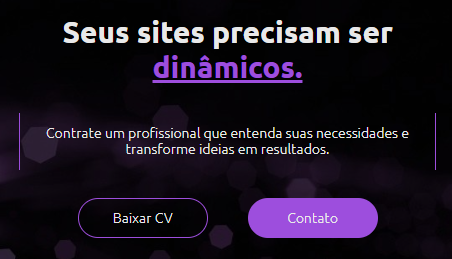 Seus sites precisam ser
dinâmicos.
Contrate um profissional que entenda suas necessidades e
transforme ideias em resultados.
Baixar CV
Contato